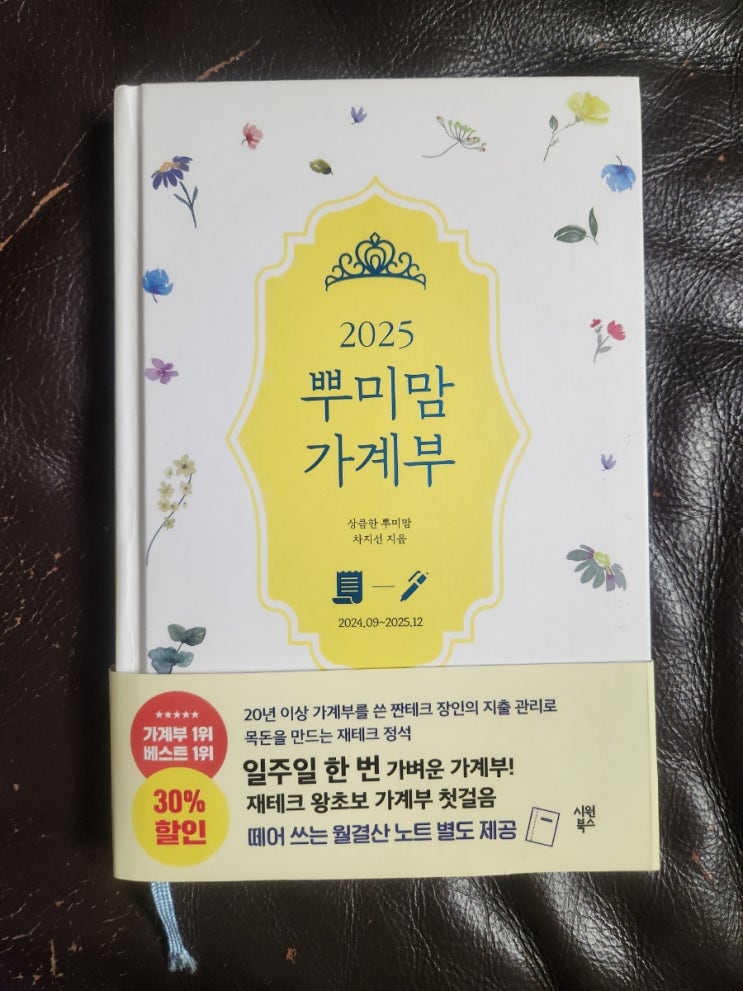 2025
뿌미맘
가계부
상큼한 뿌미맘
차지선 지음
2024.09~2025.12
★★★★★
가계부 1위
베스트 1위
30%
할인
20년 이상 가계부를 쓴 짠테크 장인의 지출 관리로
목돈을 만드는 재테크 정석
일주일 한 번 가벼운 가계부!
재테크 왕초보 가계부 첫걸음
떼어 쓰는 월결산 노트 별도 제공
시원
북스